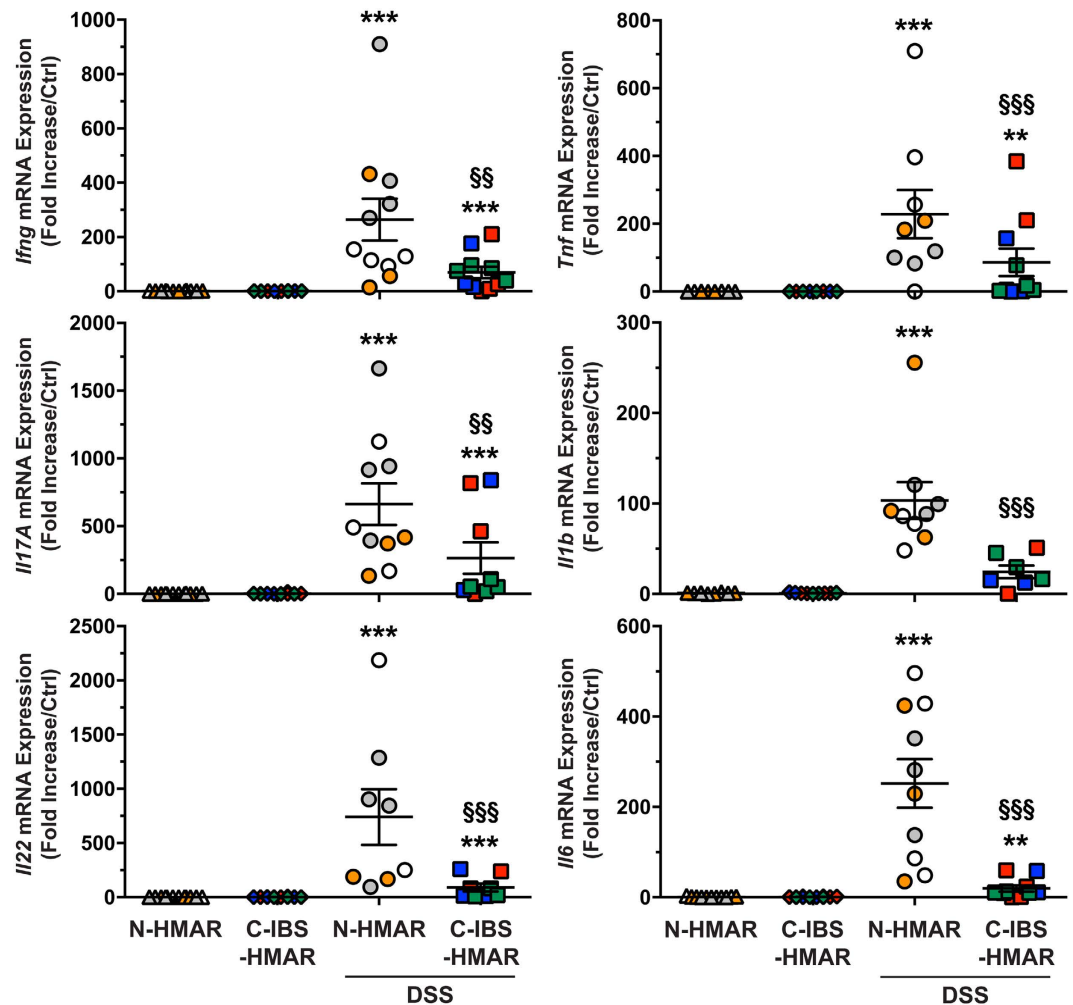 Ifng mRNA Expression
(Fold Increase/Ctrl)
1000
800
600
400
200
0
***
§§
***
Tnf mRNA Expression
(Fold Increase/Ctrl)
800
600
400
200
0
***
§§§
**
Il17A mRNA Expression
(Fold Increase/Ctrl)
2000
1500
1000
500
0
***
§§
***
Il1b mRNA Expression
(Fold Increase/Ctrl)
300
200
100
0
***
§§§
Il22 mRNA Expression
(Fold Increase/Ctrl)
2500
2000
1500
1000
500
0
***
§§§
***
N-HMAR C-IBS N-HMAR C-IBS
-HMAR -HMAR
DSS
Il6 mRNA Expression
(Fold Increase/Ctrl)
600
400
200
0
***
§§§
**
N-HMAR C-IBS N-HMAR C-IBS
-HMAR -HMAR
DSS